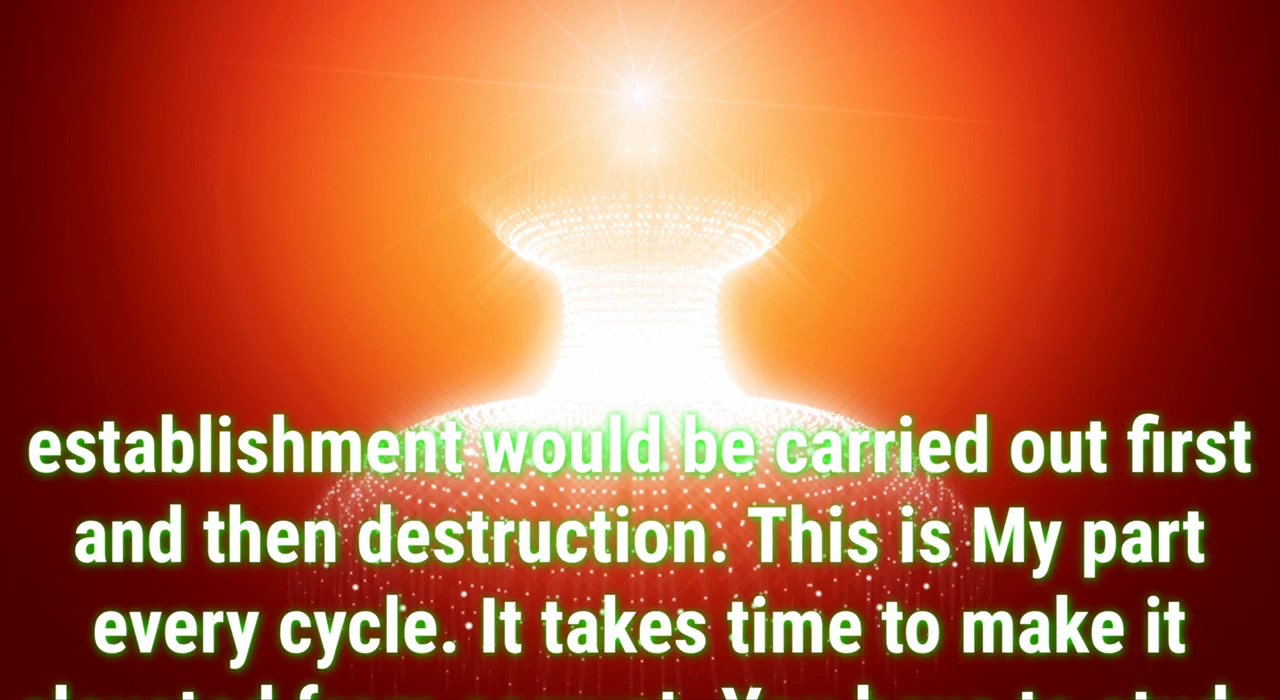 establishment would be carried out first
and then destruction. This is My part
every cycle. It takes time to make it